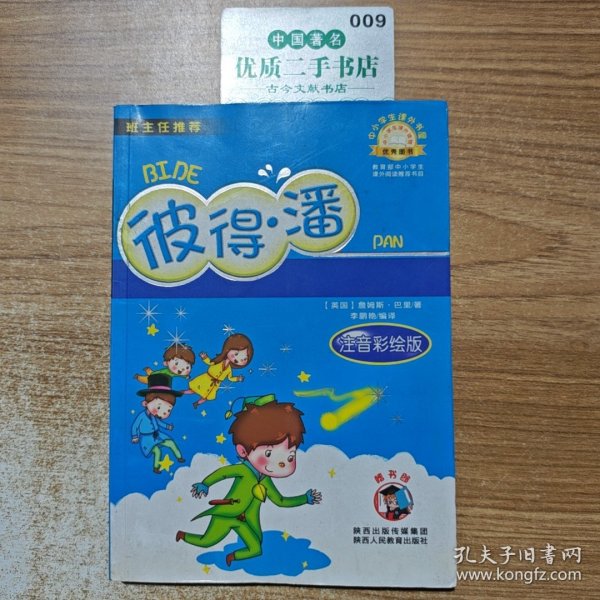 009
中国著名
优质二手书店
古今文献书店
班主任推荐
中小学生课外书屋
优秀图书
教育部中小学生
课外阅读推荐书目
BIDE
彼得·潘
PAN
【英国】詹姆斯·巴里/著
李鹏艳/编译
注音彩绘版
陕西出版传媒集团
陕西人民教育出版社
孔夫子旧书网
www.kongfz.com